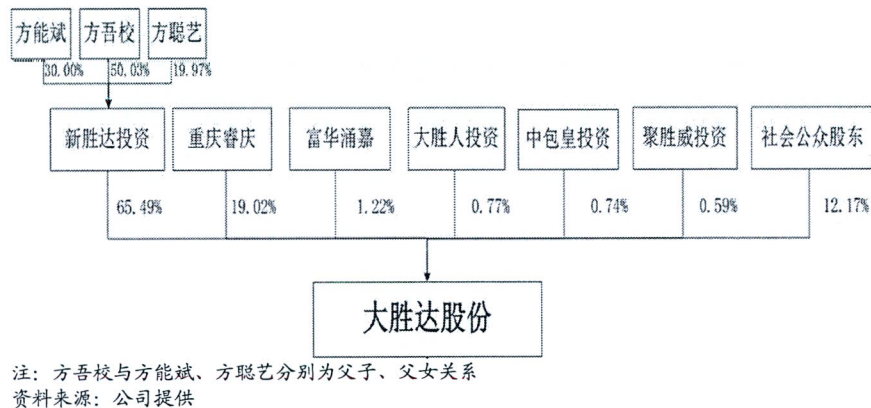 方能斌 方吾校 方聪艺
30.00% 50.03% 19.97%
新胜达投资 重庆睿庆 富华涌嘉 大胜人投资 中包皇投资 聚胜威投资 社会公众股东
65.49% 19.02% 1.22% 0.77% 0.74% 0.59% 12.17%
大胜达股份
注：方吾校与方能斌、方聪艺分别为父子、父女关系
资料来源：公司提供